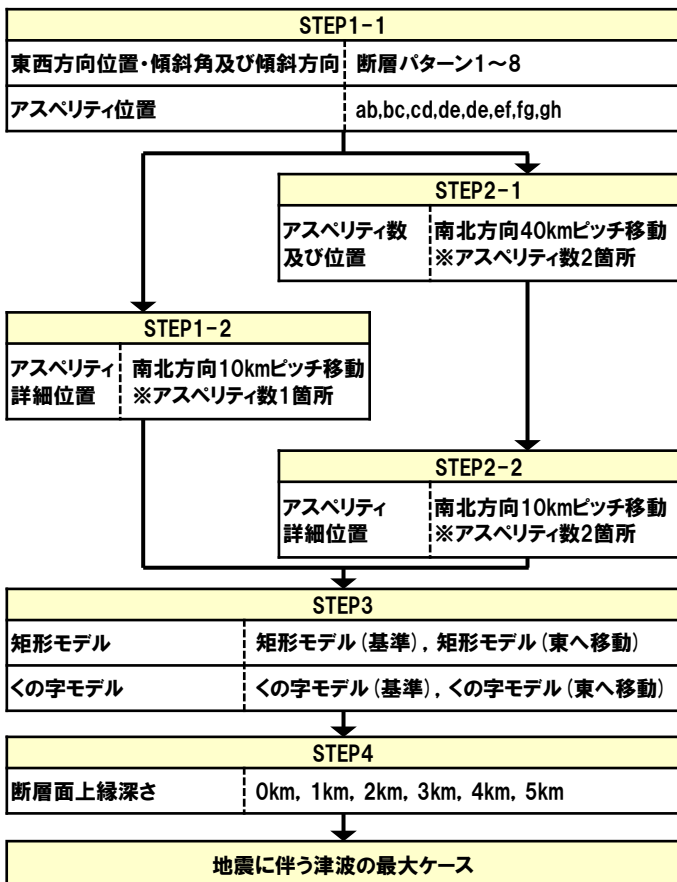 STEP1-1
東西方向位置・傾斜角及び傾斜方向 断層パターン1～8
アスペリティ位置 ab,bc,cd,de,de,ef,fg,gh
STEP2-1
アスペリティ数 南北方向40kmピッチ移動
及び位置 ※アスペリティ数2箇所
STEP1-2
アスペリティ 南北方向10kmピッチ移動
詳細位置 ※アスペリティ数1箇所
STEP2-2
アスペリティ 南北方向10kmピッチ移動
詳細位置 ※アスペリティ数2箇所
STEP3
矩形モデル 矩形モデル(基準), 矩形モデル(東へ移動)
くの字モデル くの字モデル(基準), くの字モデル(東へ移動)
STEP4
断層面上縁深さ 0km, 1km, 2km, 3km, 4km, 5km
地震に伴う津波の最大ケース